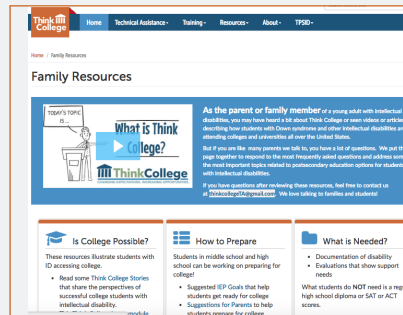 Think
College
Home
Technical Assistance
Training
Resources
About
TPSID
Home / Family Resources
Family Resources
TODAY'S TOPIC
IS ...
What is Think
College?
ThinkCollege
As the parent or family member of a young adult with intellectual
disabilities, you may have heard a bit about Think College or seen videos or articles
describing how students with Down syndrome and other intellectual disabilities are
attending colleges and universities all over the United States.
But if you are like many parents we talk to, you have a lot of questions. We put th
page together to respond to the most frequently asked questions and address som
the most important topics related to postsecondary education options for students
with intellectual disabilities.
If you have questions after reviewing these resources, feel free to contact us
at thinkcollegeTA@gmail.com. We love talking to families and students!
Is College Possible?
These resources illustrate students with
ID accessing college.
• Read some Think College Stories
that share the perspectives of
successful college students with
intellectual disability.
module
How to Prepare
Students in middle school and high
school can be working on preparing for
college!
• Suggested IEP Goals that help
students get ready for college
• Suggestions for Parents to help
students prepare for college
What is Needed?
• Documentation of disability
• Evaluations that show support
needs
What students do NOT need is a reg
high school diploma or SAT or ACT
scores.